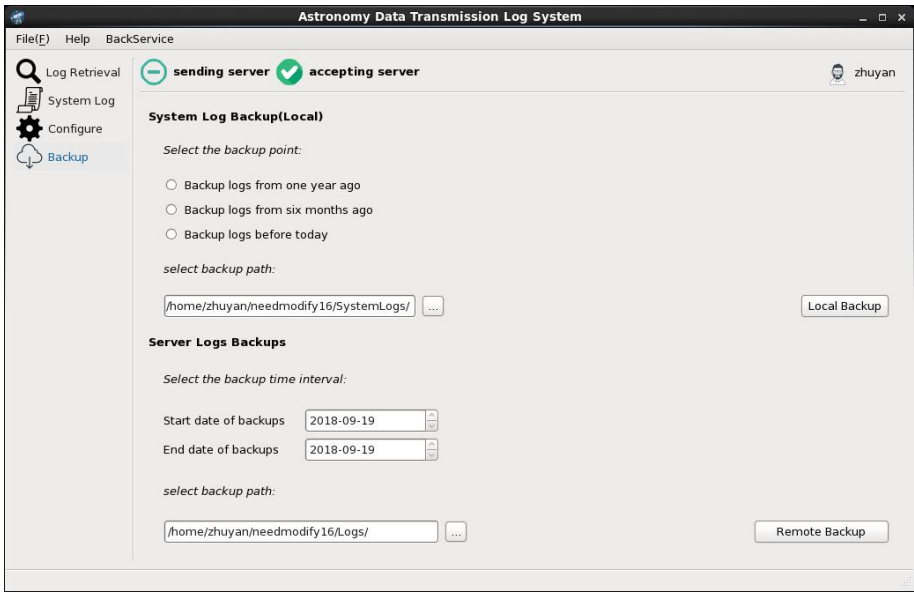 Astronomy Data Transmission Log System
File(F) Help BackService
Log Retrieval
System Log
Configure
Backup
sending server accepting server
zhuyan
System Log Backup(Local)
Select the backup point:
Backup logs from one year ago
Backup logs from six months ago
Backup logs before today
select backup path:
/home/zhuyan/needmodify16/SystemLogs/ ... Local Backup
Server Logs Backups
Select the backup time interval:
Start date of backups 2018-09-19
End date of backups 2018-09-19
select backup path:
/home/zhuyan/needmodify16/Logs/ ... Remote Backup